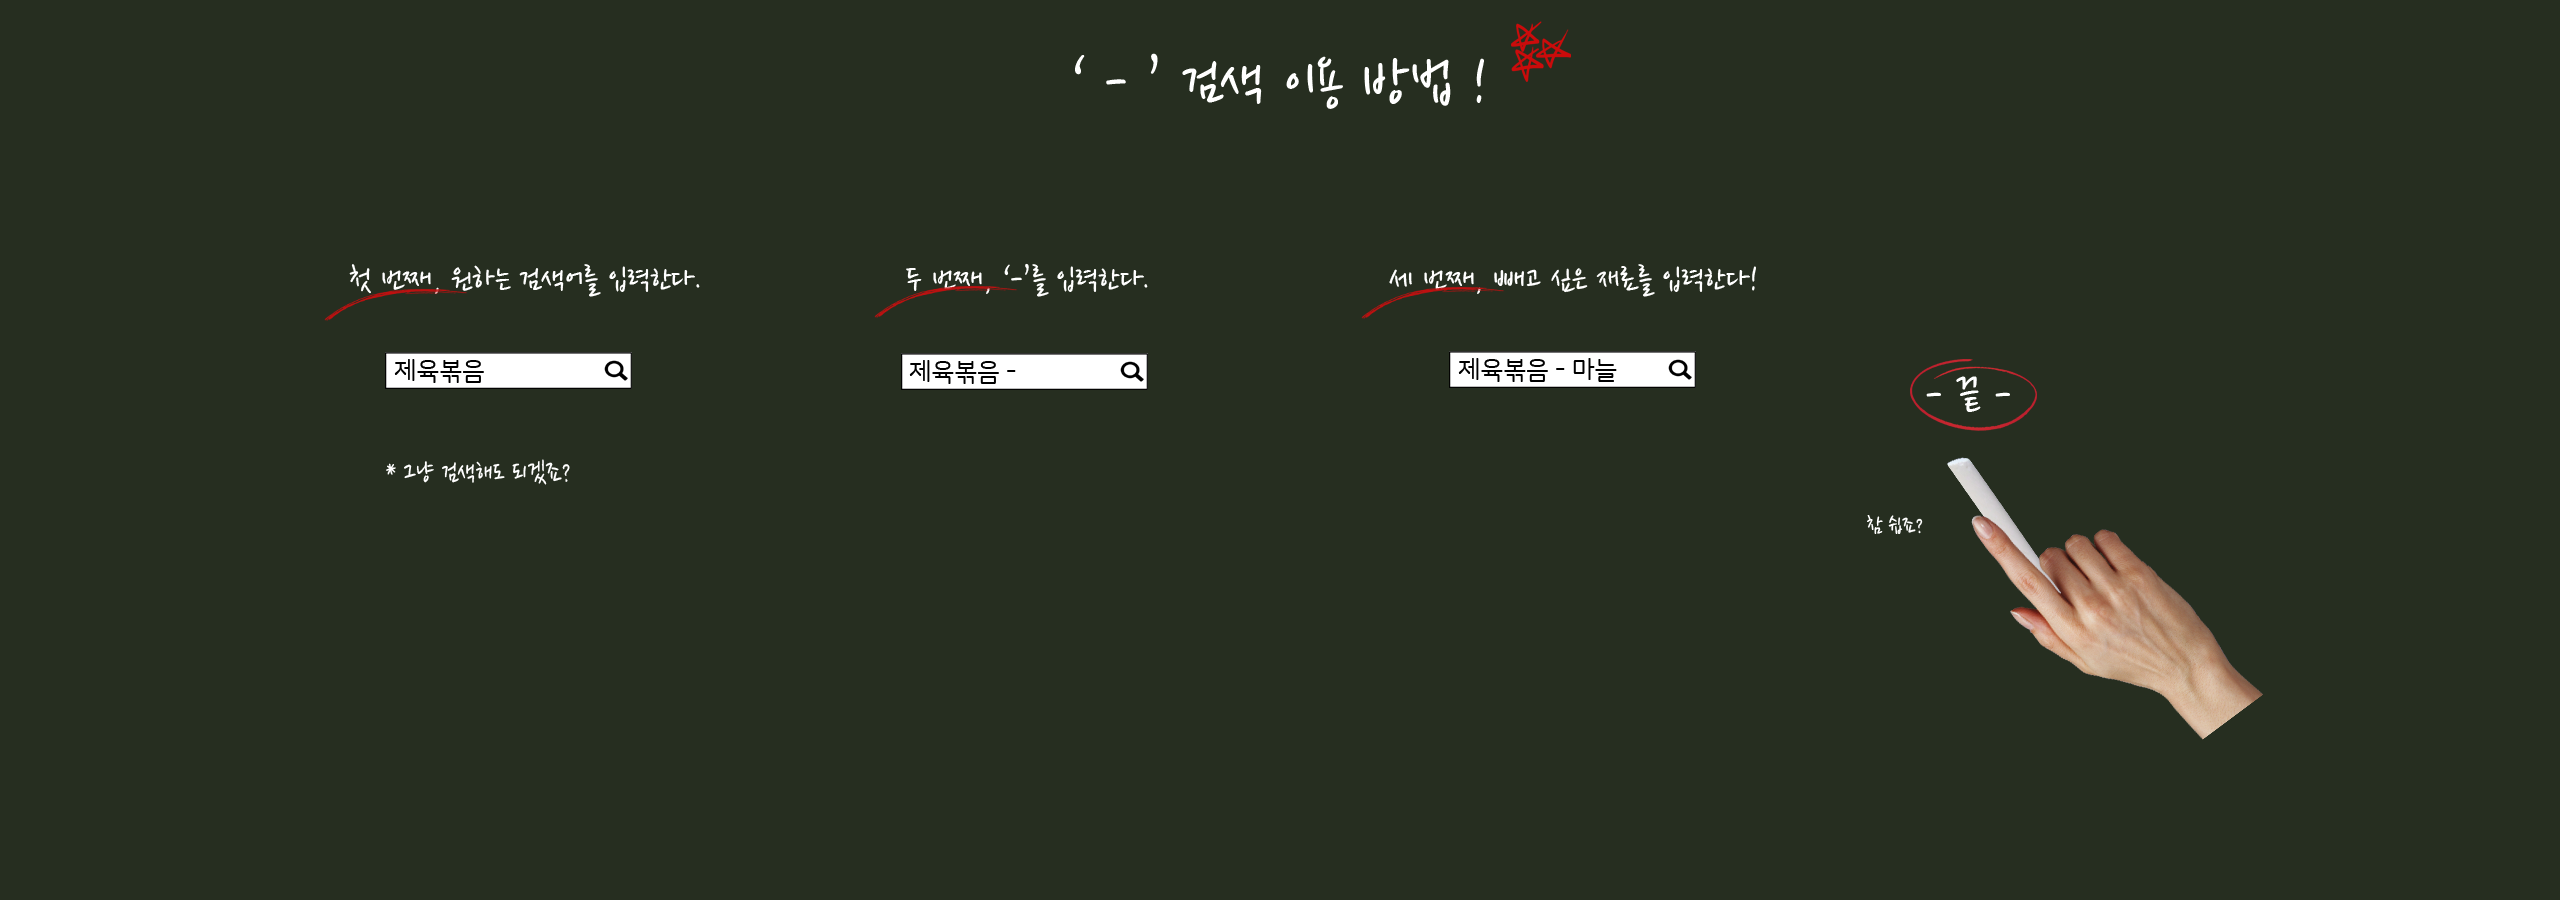 ‘ - ’ 검색 이용 방법 !
첫 번째, 원하는 검색어를 입력한다.
제육볶음
* 그냥 검색해도 되겠죠?
두 번째, ‘-’를 입력한다.
제육볶음 -
세 번째, 빼고 싶은 재료를 입력한다!
제육볶음 - 마늘
- 끝 -
참 쉽죠?